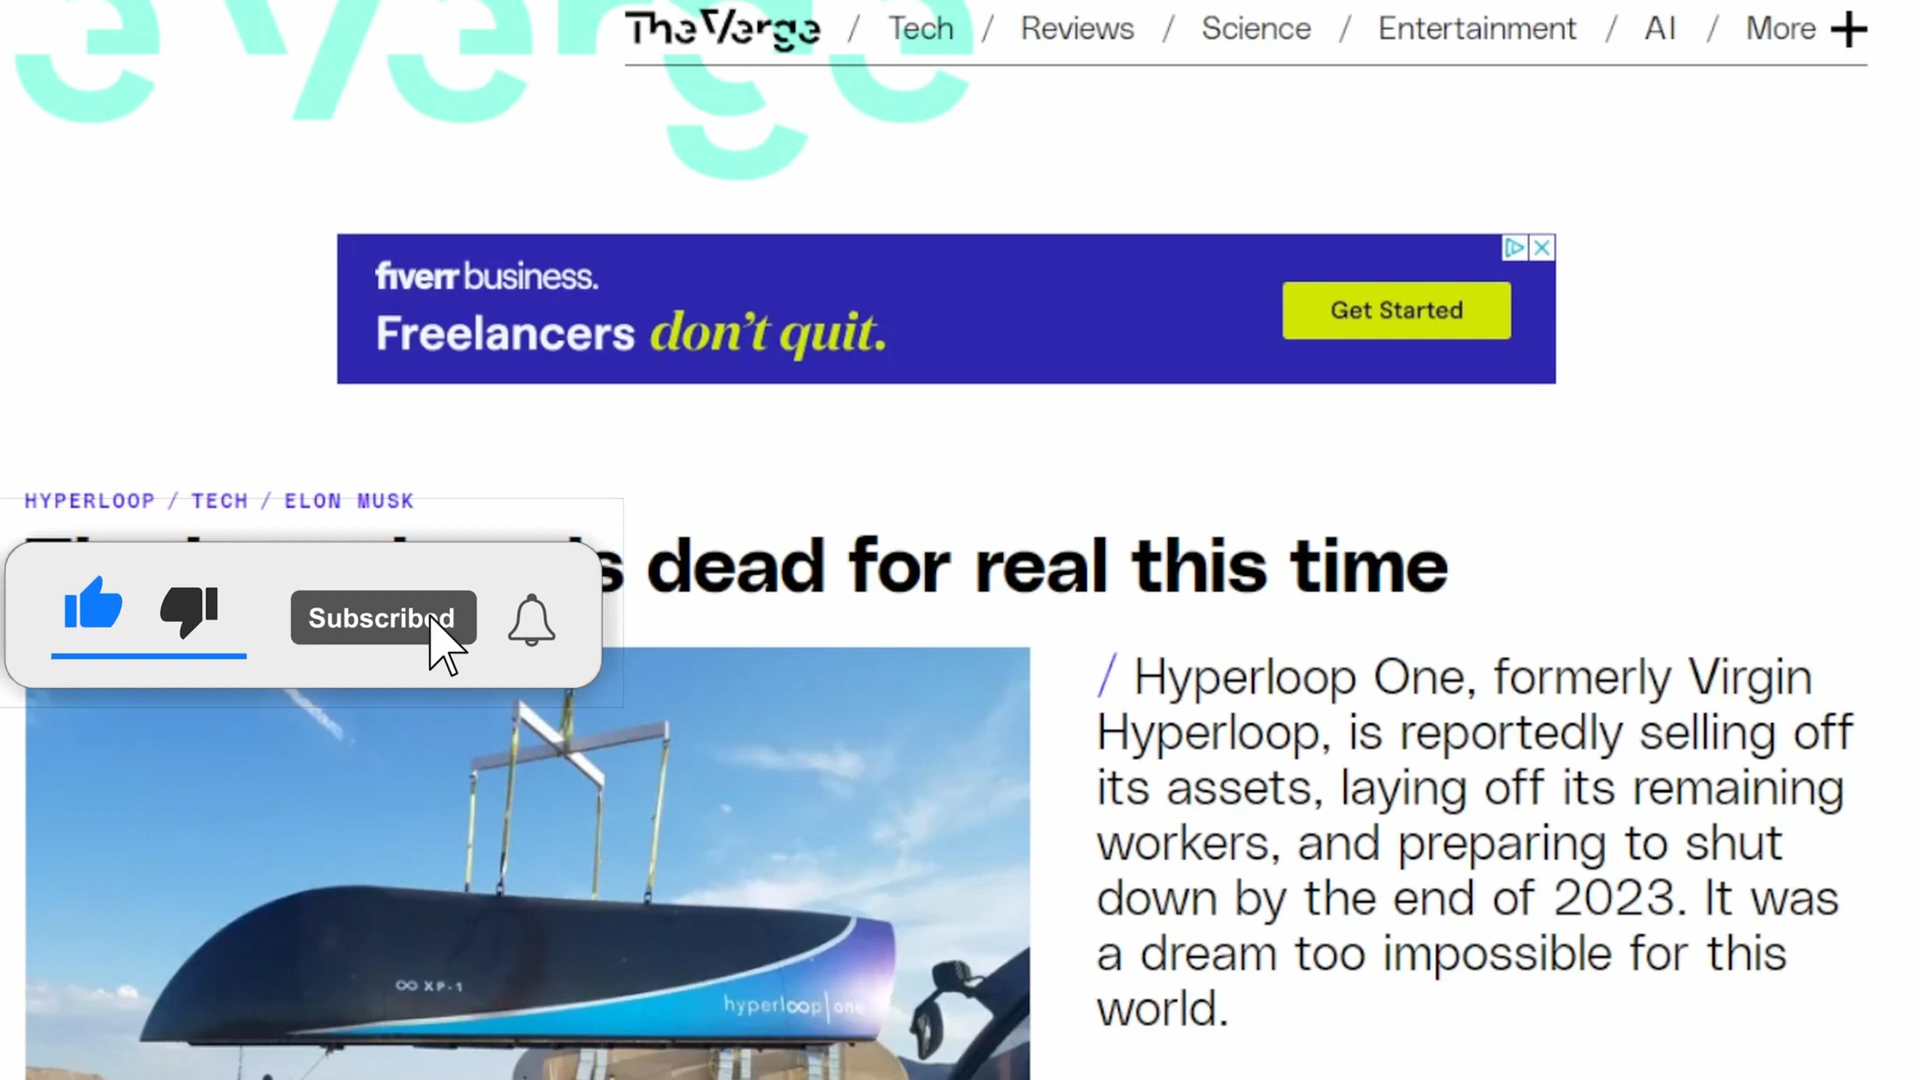 The Verge / Tech / Reviews / Science / Entertainment / AI / More +
e Verge
fiverr business.
Freelancers don't quit.
Get Started
HYPERLOOP / TECH / ELON MUSK
s dead for real this time
Subscribed
/ Hyperloop One, formerly Virgin
Hyperloop, is reportedly selling off
its assets, laying off its remaining
workers, and preparing to shut
down by the end of 2023. It was
a dream too impossible for this
world.
XP-1
hyperloop|one